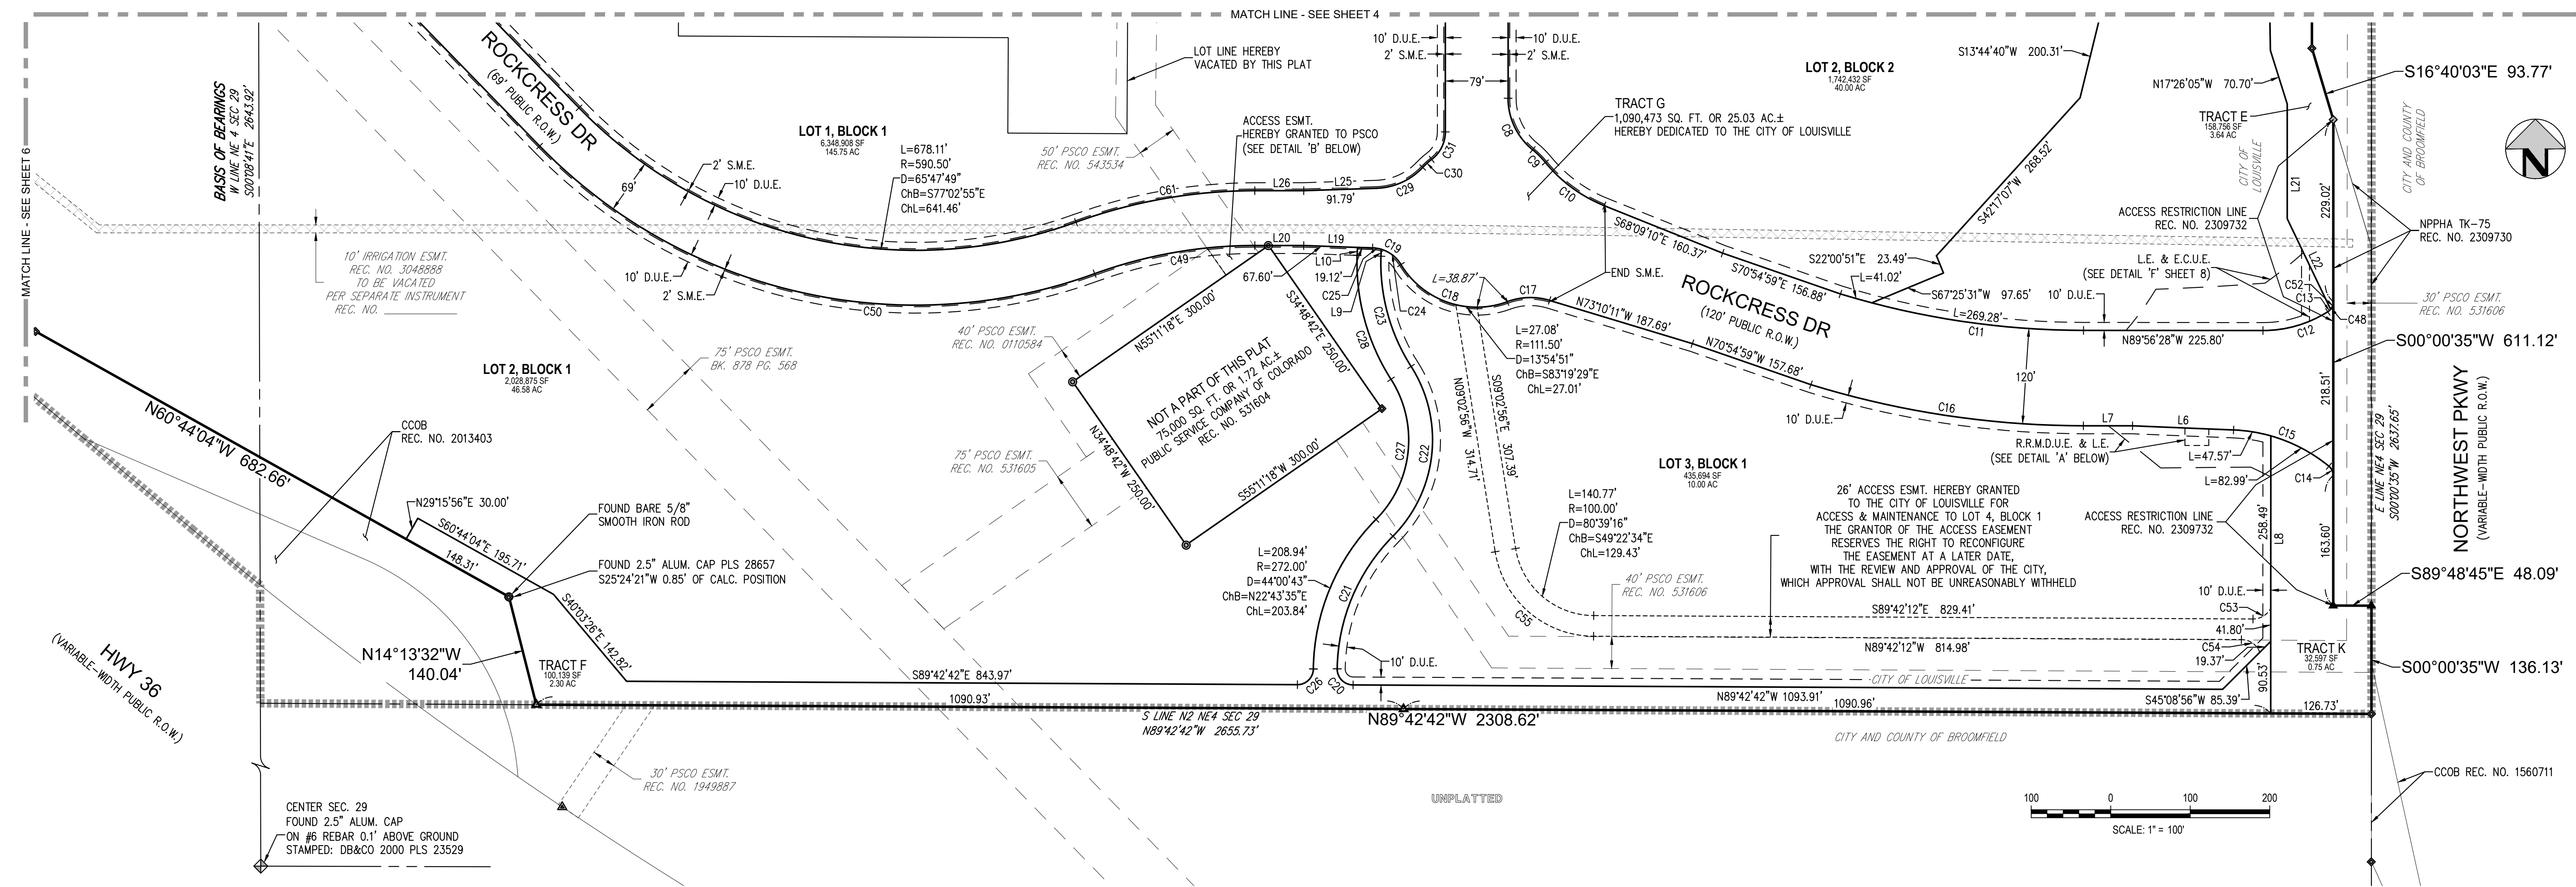 MATCH LINE - SEE SHEET 4
MATCH LINE - SEE SHEET 6
BASIS OF BEARINGS
W LINE NE 4 SEC 29
S00°08'41"E 2643.92'
ROCKCRESS DR
(69' PUBLIC R.O.W.)
LOT LINE HEREBY
VACATED BY THIS PLAT
LOT 1, BLOCK 1
6,348,908 SF
145.75 AC
L=678.11'
R=590.50'
D=65°47'49"
ChB=S77°02'55"E
ChL=641.46'
2' S.M.E.
10' D.U.E.
69'
10' D.U.E.
2' S.M.E.
50' PSCO ESMT.
REC. NO. 543534
ACCESS ESMT.
HEREBY GRANTED TO PSCO
(SEE DETAIL 'B' BELOW)
10' D.U.E.
2' S.M.E.
79'
10' D.U.E.
2' S.M.E.
C61
L26
L25
91.79'
C29
C30
C31
C8
C9
C10
TRACT G
1,090,473 SQ. FT. OR 25.03 AC.±
HEREBY DEDICATED TO THE CITY OF LOUISVILLE
LOT 2, BLOCK 2
1,742,432 SF
40.00 AC
S13°44'40"W 200.31'
N17°26'05"W 70.70'
TRACT E
158,756 SF
3.64 AC
S16°40'03"E 93.77'
CITY AND COUNTY
OF BROOMFIELD
CITY OF
LOUISVILLE
N
S42°17'07"W 268.52'
L21
229.02'
ACCESS RESTRICTION LINE
REC. NO. 2309732
NPPHA TK-75
REC. NO. 2309730
L.E. & E.C.U.E.
(SEE DETAIL 'F' SHEET 8)
L22
C52
C13
C48
C12
30' PSCO ESMT.
REC. NO. 531606
S22°00'51"E 23.49'
S67°25'31"W 97.65'
10' D.U.E.
L=41.02'
L=269.28'
C11
N89°56'28"W 225.80'
S68°09'10"E 160.37'
S70°54'59"E 156.88'
END S.M.E.
ROCKCRESS DR
(120' PUBLIC R.O.W.)
10' IRRIGATION ESMT.
REC. NO. 3048888
TO BE VACATED
PER SEPARATE INSTRUMENT
REC. NO.
C50
C49
L20
L19
C19
L10
67.60'
19.12'
C25
L9
C24
C23
C28
L=38.87'
C18
C17
N73°10'11"W 187.69'
N70°54'59"W 157.68'
10' D.U.E.
C16
120'
L7
L6
C15
S00°00'35"W 611.12'
218.51'
L=27.08'
R=111.50'
D=13°54'51"
ChB=S83°19'29"E
ChL=27.01'
40' PSCO ESMT.
REC. NO. 0110584
75' PSCO ESMT.
BK. 878 PG. 568
LOT 2, BLOCK 1
2,028,875 SF
46.58 AC
N55°11'18"E 300.00'
S34°48'42"E 250.00'
NOT A PART OF THIS PLAT
75,000 SQ. FT. OR 1.72 AC.±
PUBLIC SERVICE COMPANY OF COLORADO
REC. NO. 531604
N34°48'42"W 250.00'
S55°11'18"W 300.00'
75' PSCO ESMT.
REC. NO. 531605
C27
C22
N09°02'56"W 314.71'
S09°02'56"E 307.39'
N60°44'04"W 682.66'
CCOB
REC. NO. 2013403
N29°15'56"E 30.00'
S60°44'04"E 195.71'
148.31'
FOUND BARE 5/8"
SMOOTH IRON ROD
FOUND 2.5" ALUM. CAP PLS 28657
S25°24'21"W 0.85' OF CALC. POSITION
S40°03'26"E 142.82'
LOT 3, BLOCK 1
435,694 SF
10.00 AC
R.R.M.D.U.E. & L.E.
(SEE DETAIL 'A' BELOW)
L=47.57'
L=82.99'
C14
E LINE NE4 SEC 29
S00°00'35"W 2637.65'
NORTHWEST PKWY
(VARIABLE-WIDTH PUBLIC R.O.W.)
L=140.77'
R=100.00'
D=80°39'16"
ChB=S49°22'34"E
ChL=129.43'
26' ACCESS ESMT. HEREBY GRANTED
TO THE CITY OF LOUISVILLE FOR
ACCESS & MAINTENANCE TO LOT 4, BLOCK 1
THE GRANTOR OF THE ACCESS EASEMENT
RESERVES THE RIGHT TO RECONFIGURE
THE EASEMENT AT A LATER DATE,
WITH THE REVIEW AND APPROVAL OF THE CITY,
WHICH APPROVAL SHALL NOT BE UNREASONABLY WITHHELD
ACCESS RESTRICTION LINE
REC. NO. 2309732
258.49'
L8
163.60'
S89°48'45"E 48.09'
L=208.94'
R=272.00'
D=44°00'43"
ChB=N22°43'35"E
ChL=203.84'
C21
C55
40' PSCO ESMT.
REC. NO. 531606
S89°42'12"E 829.41'
N89°42'12"W 814.98'
10' D.U.E.
C53
41.80'
C54
19.37'
TRACT K
32,597 SF
0.75 AC
90.53'
S45°08'56"W 85.39'
S00°00'35"W 136.13'
HWY 36
(VARIABLE-WIDTH PUBLIC R.O.W.)
N14°13'32"W
140.04'
TRACT F
100,139 SF
2.30 AC
S89°42'42"E 843.97'
1090.93'
C26
C20
10' D.U.E.
CITY OF LOUISVILLE
N89°42'42"W 1093.91'
1090.96'
126.73'
S LINE N2 NE4 SEC 29
N89°42'42"W 2655.73'
N89°42'42"W 2308.62'
CITY AND COUNTY OF BROOMFIELD
30' PSCO ESMT.
REC. NO. 1949887
UNPLATTED
CCOB REC. NO. 1560711
CENTER SEC. 29
FOUND 2.5" ALUM. CAP
ON #6 REBAR 0.1' ABOVE GROUND
STAMPED: DB&CO 2000 PLS 23529
100 0 100 200
SCALE: 1" = 100'